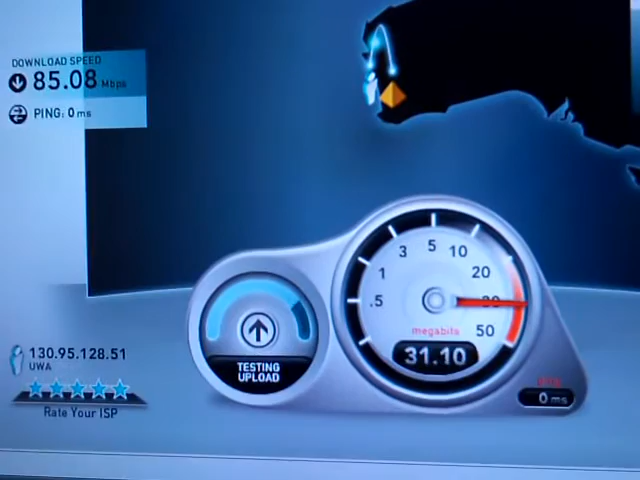 DOWNLOAD SPEED
85.08 Mbps
PING: 0 ms
.5
1
3
5
10
20
30
50
megabits
31.10
TESTING
UPLOAD
0 ms
130.95.128.51
UWA
Rate Your ISP